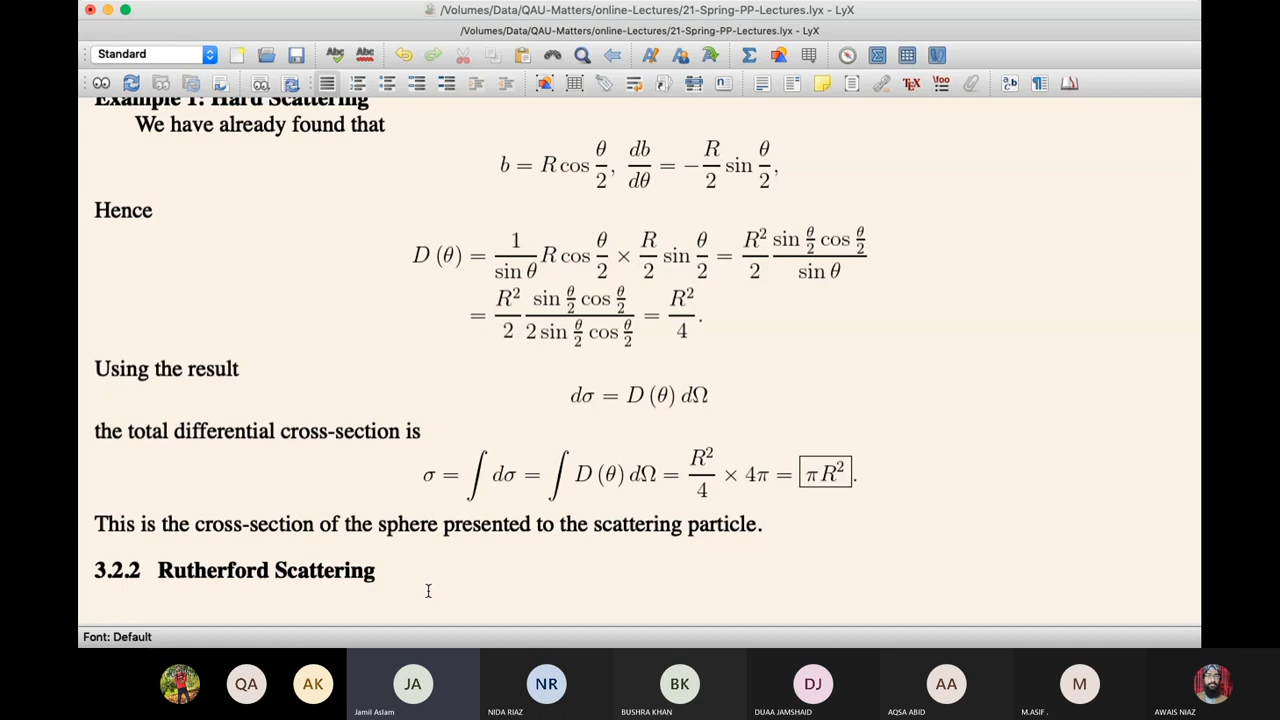 /Volumes/Data/QAU-Matters/online-Lectures/21-Spring-PP-Lectures.lyx - LyX
/Volumes/Data/QAU-Matters/online-Lectures/21-Spring-PP-Lectures.lyx - LyX
Standard
Example 1: Hard Scattering
We have already found that
b = R cos θ/2, db/dθ = −R/2 sin θ/2,
Hence
D (θ) = 1/sin θ R cos θ/2 × R/2 sin θ/2 = R²/2 sin θ/2 cos θ/2 / sin θ
= R²/2 sin θ/2 cos θ/2 / 2 sin θ/2 cos θ/2 = R²/4.
Using the result
dσ = D (θ) dΩ
the total differential cross-section is
σ = ∫ dσ = ∫ D (θ) dΩ = R²/4 × 4π = πR².
This is the cross-section of the sphere presented to the scattering particle.
3.2.2 Rutherford Scattering
Font: Default
QA AK JA NR BK DJ AA M
Jamil Aslam NIDA RIAZ BUSHRA KHAN DUAA JAMSHAID AQSA ABID M.ASIF . AWAIS NIAZ